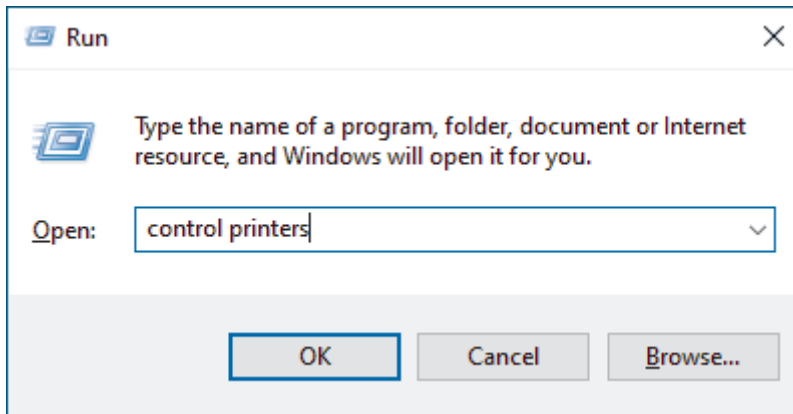 Run
Type the name of a program, folder, document or Internet
resource, and Windows will open it for you.
Open: control printers
OK Cancel Browse...